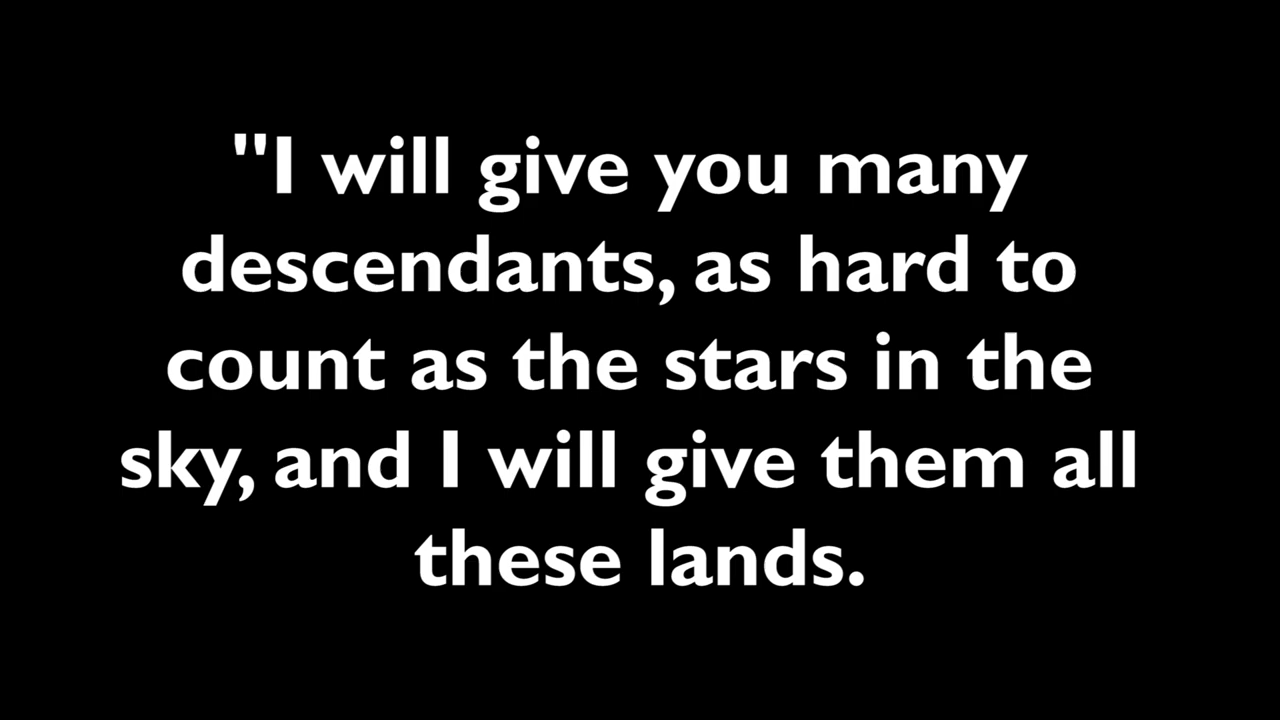 "I will give you many
descendants, as hard to
count as the stars in the
sky, and I will give them all
these lands.